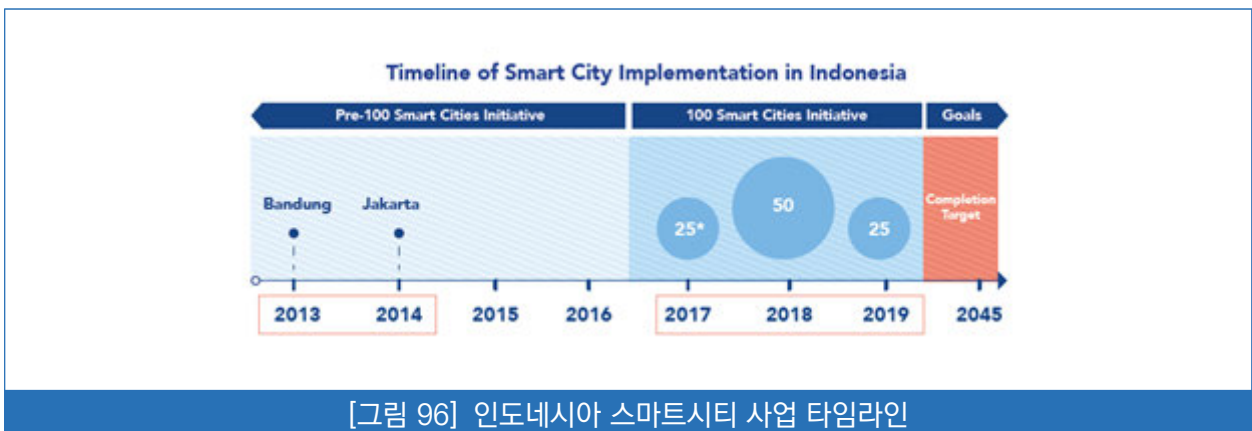 Timeline of Smart City Implementation in Indonesia
Pre-100 Smart Cities Initiative 100 Smart Cities Initiative Goals
Bandung Jakarta
25* 50 25
Completion
Target
2013 2014 2015 2016 2017 2018 2019 2045
[그림 96] 인도네시아 스마트시티 사업 타임라인